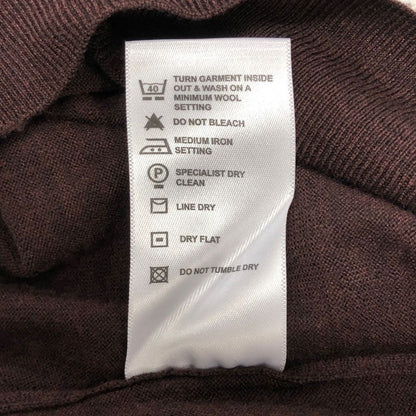 40
TURN GARMENT INSIDE
OUT & WASH ON A
MINIMUM WOOL
SETTING
DO NOT BLEACH
MEDIUM IRON
SETTING
P
SPECIALIST DRY
CLEAN
LINE DRY
DRY FLAT
DO NOT TUMBLE DRY